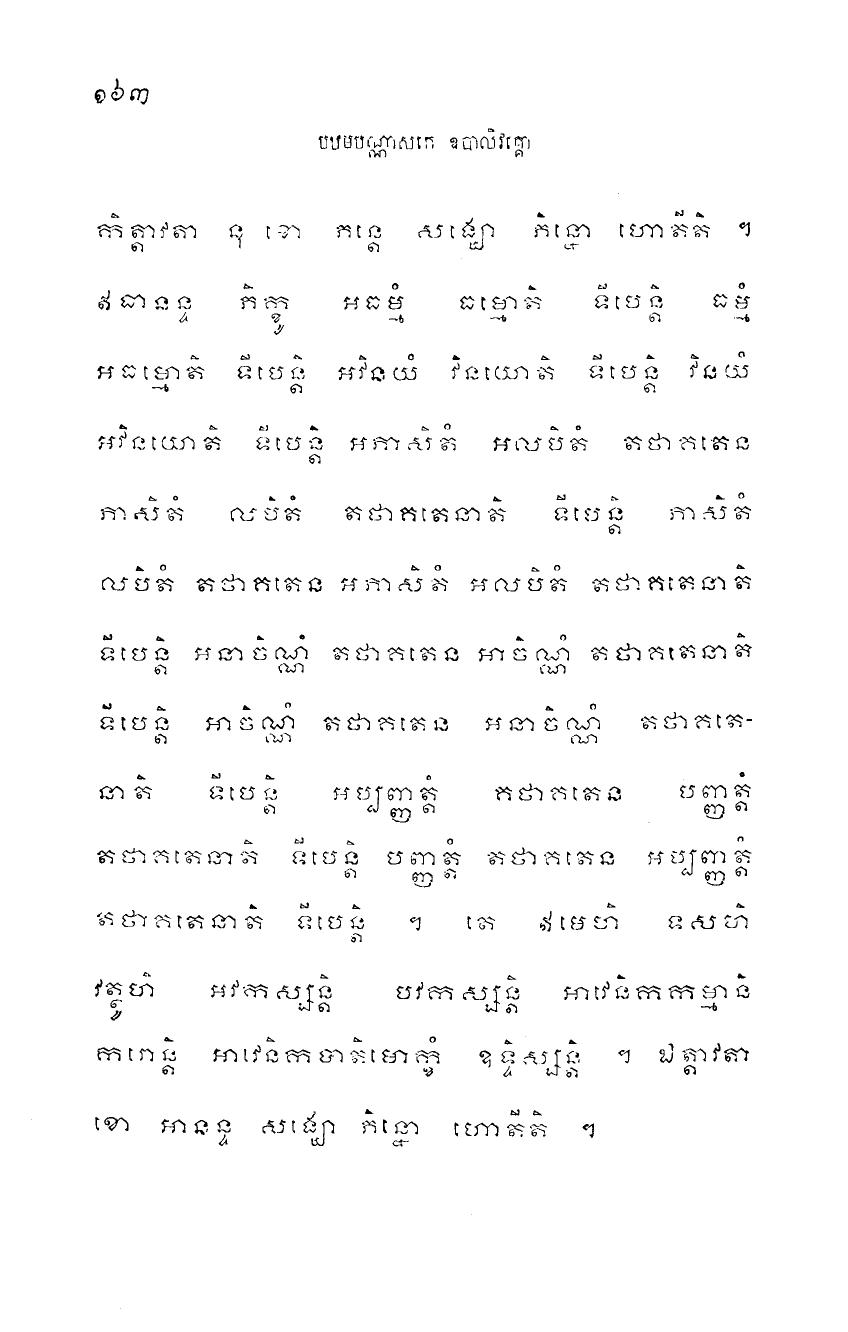 ១៦៣
បឋមបណ្ណាសកេ ឧបាលិវគ្គោ
កិត្តាវតា នុ ខោ ភន្តេ សង្ឃោ ភិន្នោ ហោតីតិ ។
ឥធានន្ទ ភិក្ខូ អធម្មំ ធម្មោតិ ទីបេន្តិ ធម្មំ
អធម្មោតិ ទីបេន្តិ អវិនយំ វិនយោតិ ទីបេន្តិ វិនយំ
អវិនយោតិ ទីបេន្តិ អភាសិតំ អលបិតំ តថាគតេន
ភាសិតំ លបិតំ តថាគតេនាតិ ទីបេន្តិ ភាសិតំ
លបិតំ តថាគតេន អភាសិតំ អលបិតំ តថាគតេនាតិ
ទីបេន្តិ អនាចិណ្ណំ តថាគតេន អាចិណ្ណំ តថាគតេនាតិ
ទីបេន្តិ អាចិណ្ណំ តថាគតេន អនាចិណ្ណំ តថាគតេ-
នាតិ ទីបេន្តិ អប្បញ្ញត្តំ តថាគតេន បញ្ញត្តំ
តថាគតេនាតិ ទីបេន្តិ បញ្ញត្តំ តថាគតេន អប្បញ្ញត្តំ
តថាគតេនាតិ ទីបេន្តិ ។ តេ ឥមេហិ ទសហិ
វត្ថូហិ អវកស្សន្តិ បវកស្សន្តិ អាវេនិកកម្មានិ
ករោន្តិ អាវេនិកបាតិមោក្ខំ ឧទ្ទិស្សន្តិ ។ ឯត្តាវតា
ខោ អានន្ទ សង្ឃោ ភិន្នោ ហោតីតិ ។